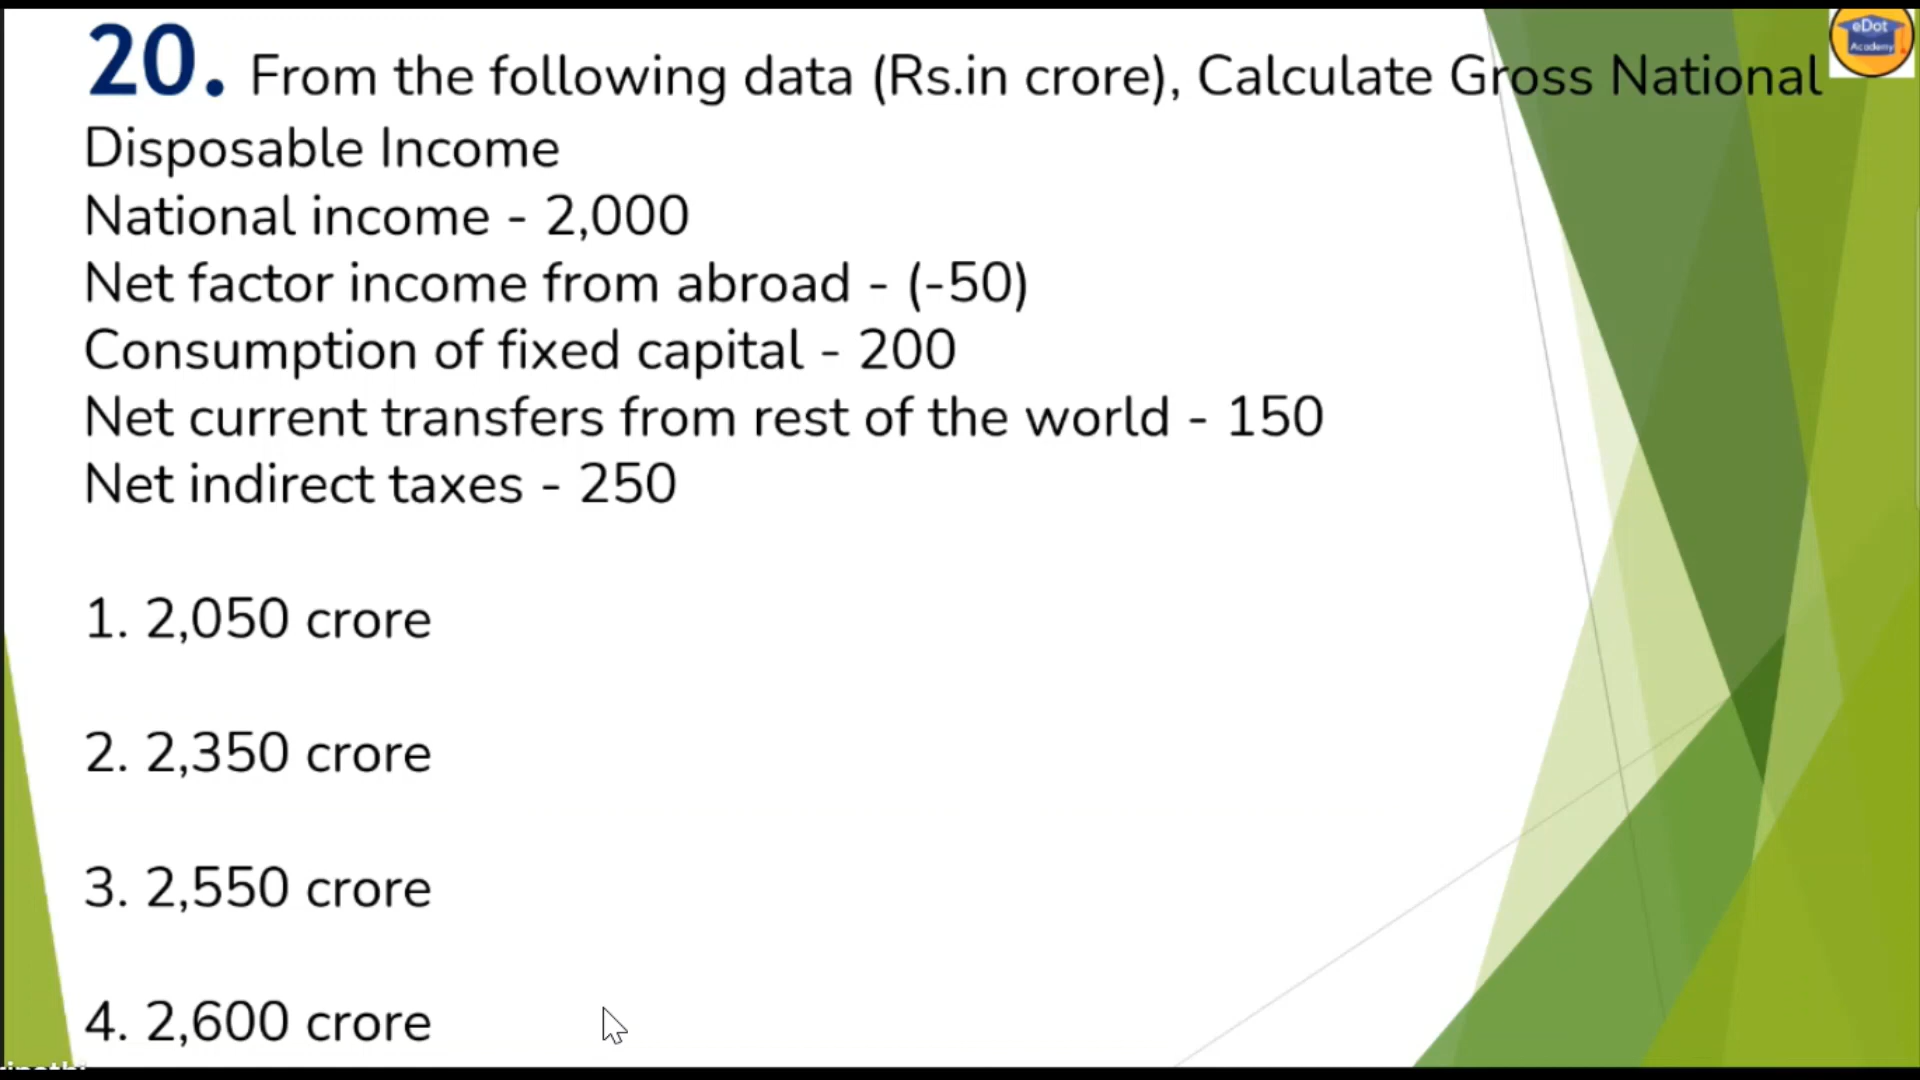 eDot
Academy
20. From the following data (Rs.in crore), Calculate Gross National
Disposable Income
National income - 2,000
Net factor income from abroad - (-50)
Consumption of fixed capital - 200
Net current transfers from rest of the world - 150
Net indirect taxes - 250
1. 2,050 crore
2. 2,350 crore
3. 2,550 crore
4. 2,600 crore